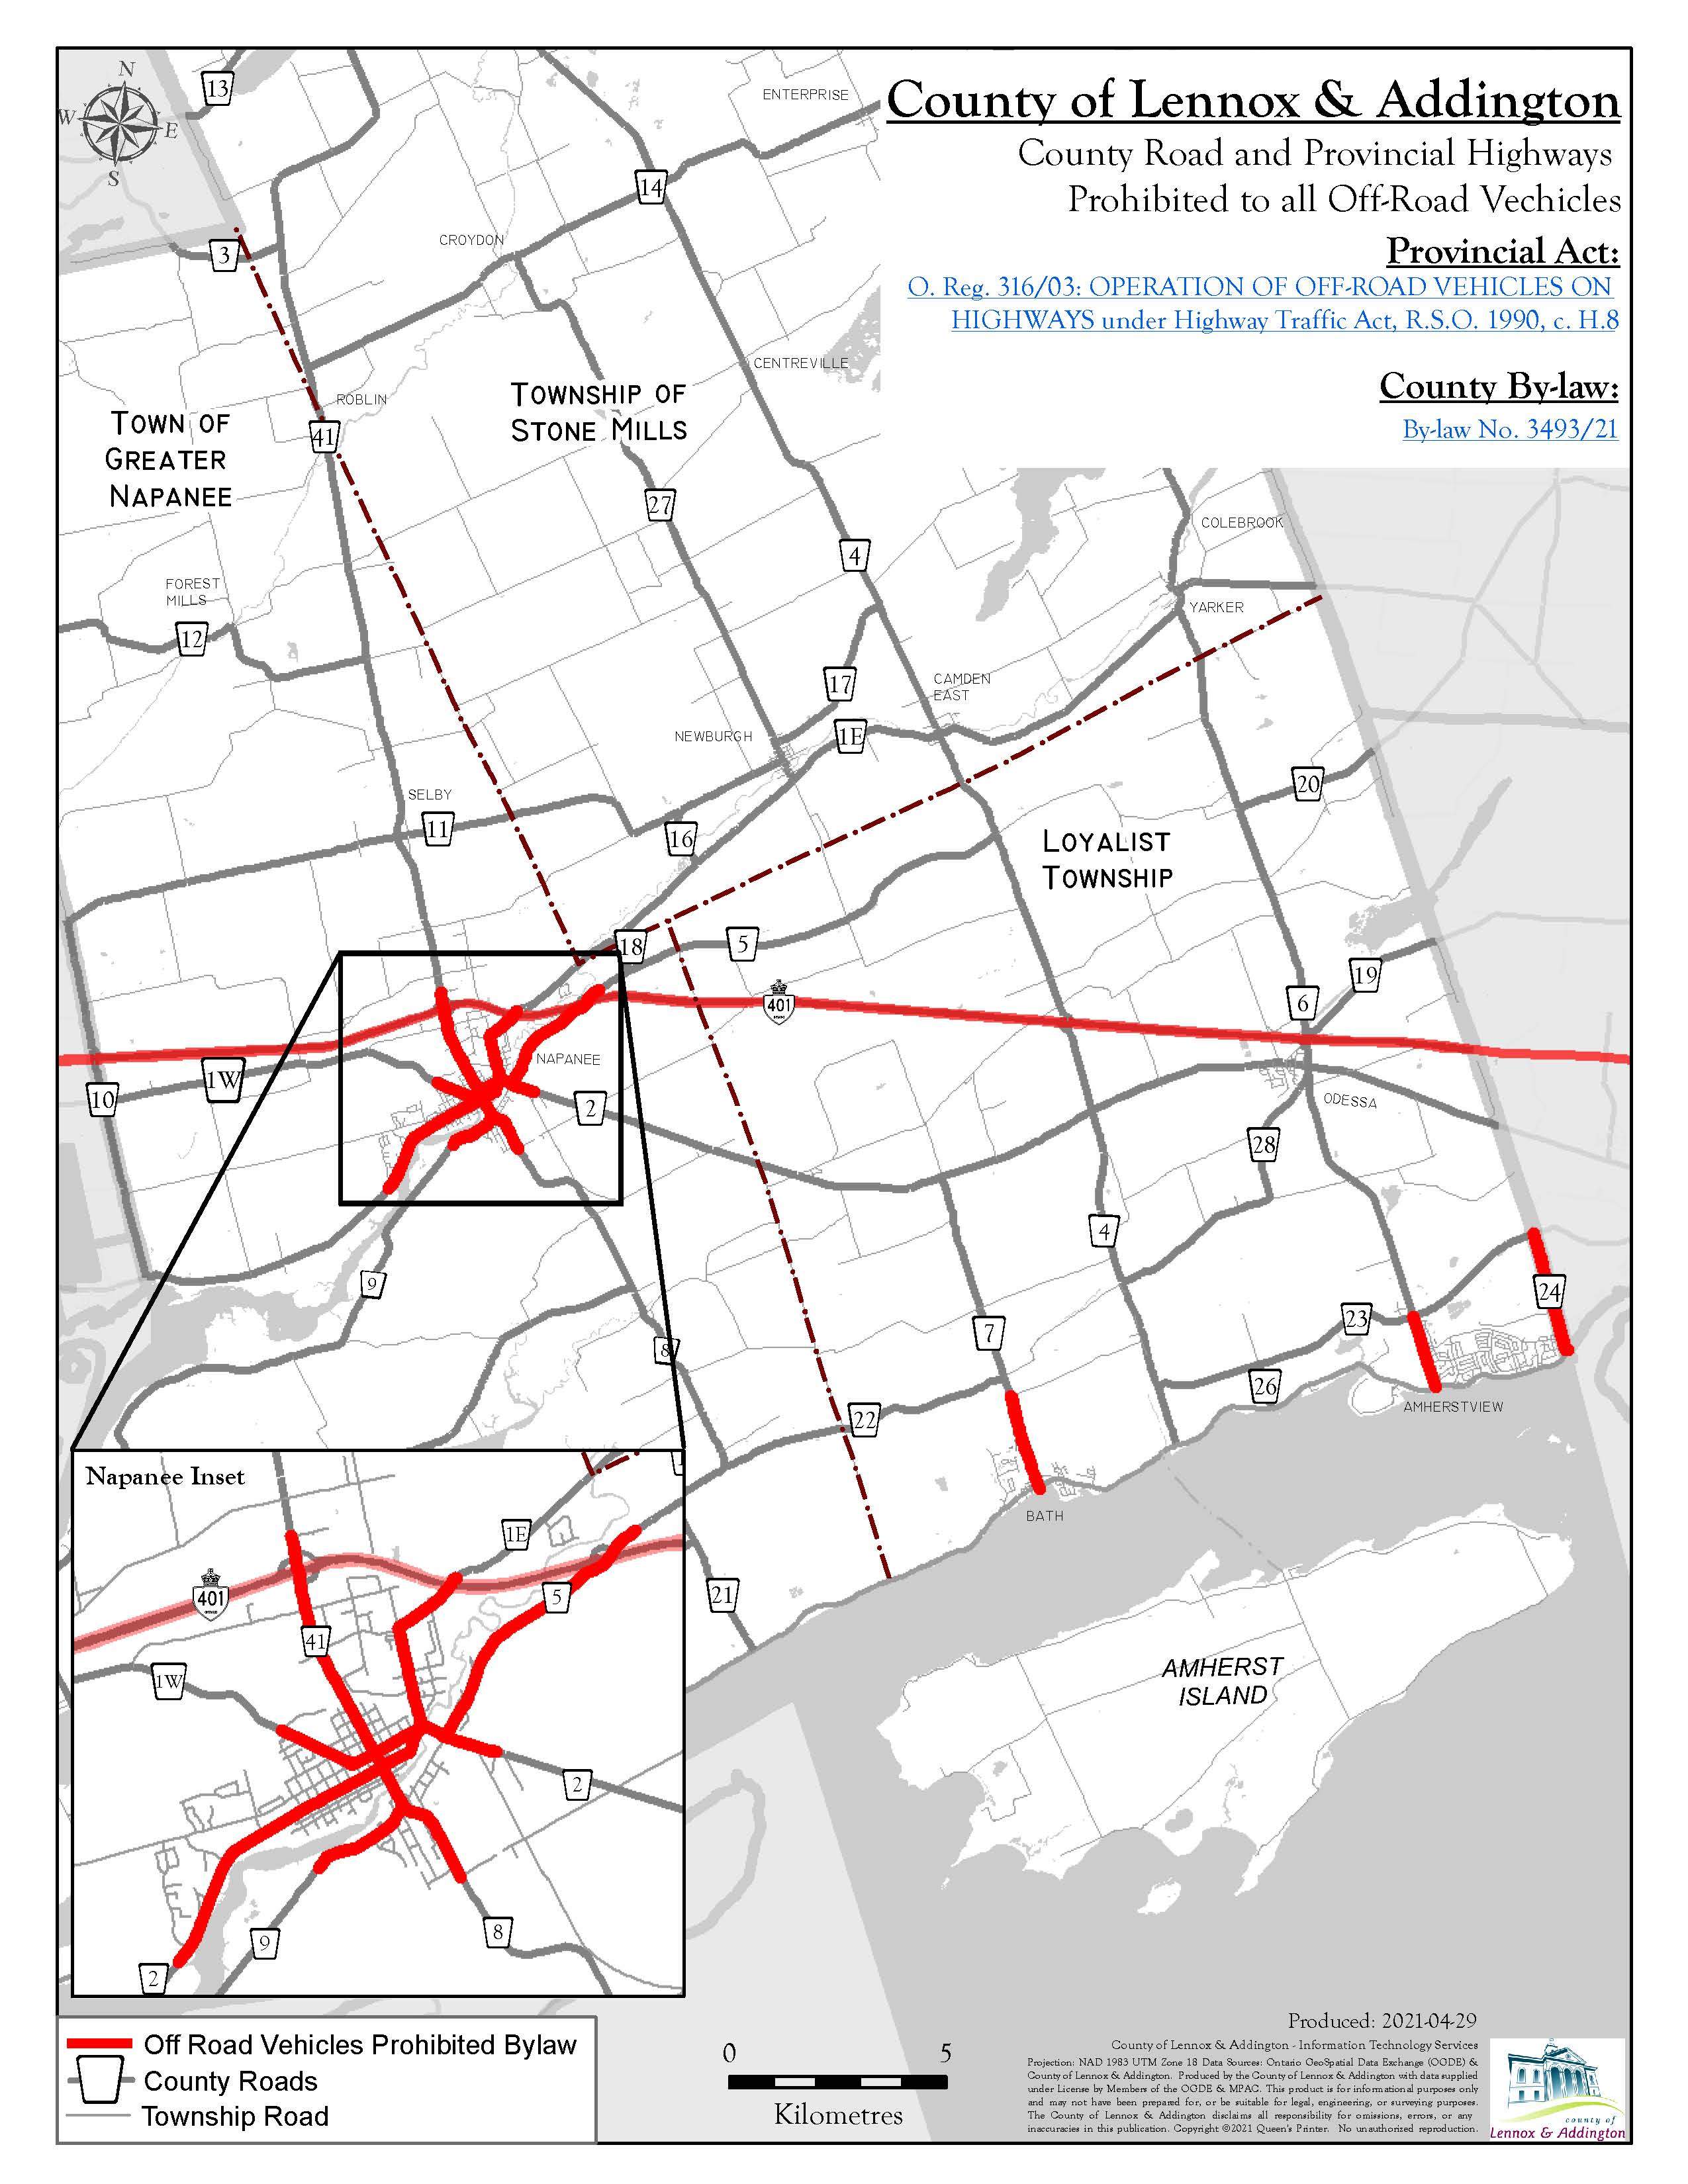 County of Lennox & Addington
County Road and Provincial Highways
Prohibited to all Off-Road Vechicles
Provincial Act:
O. Reg. 316/03: OPERATION OF OFF-ROAD VEHICLES ON
HIGHWAYS under Highway Traffic Act, R.S.O. 1990, c. H.8
County By-law:
By-law No. 3493/21
N
W
E
S
13
ENTERPRISE
14
3
CROYDON
CENTREVILLE
ROBLIN
TOWNSHIP OF
STONE MILLS
TOWN OF
GREATER
NAPANEE
41
27
COLEBROOK
4
FOREST
MILLS
12
YARKER
17
CAMDEN
EAST
NEWBURGH
1E
20
SELBY
11
16
LOYALIST
TOWNSHIP
18
5
19
6
401
NAPANEE
1W
10
2
ODESSA
28
4
9
24
23
7
8
26
22
AMHERSTVIEW
BATH
21
AMHERST
ISLAND
Napanee Inset
1E
401
5
41
1W
2
8
9
2
Off Road Vehicles Prohibited Bylaw
County Roads
Township Road
0
5
Kilometres
Produced: 2021-04-29
County of Lennox & Addington - Information Technology Services
Projection: NAD 1983 UTM Zone 18 Data Sources: Ontario GeoSpatial Data Exchange (OGDE) &
County of Lennox & Addington. Produced by the County of Lennox & Addington with data supplied
under License by Members of the OGDE & MPAC. This product is for informational purposes only
and may not have been prepared for, or be suitable for legal, engineering, or surveying purposes.
The County of Lennox & Addington disclaims all responsibility for omissions, errors, or any
inaccuracies in this publication. Copyright ©2021 Queen's Printer. No unauthorized reproduction.
county of
Lennox & Addington